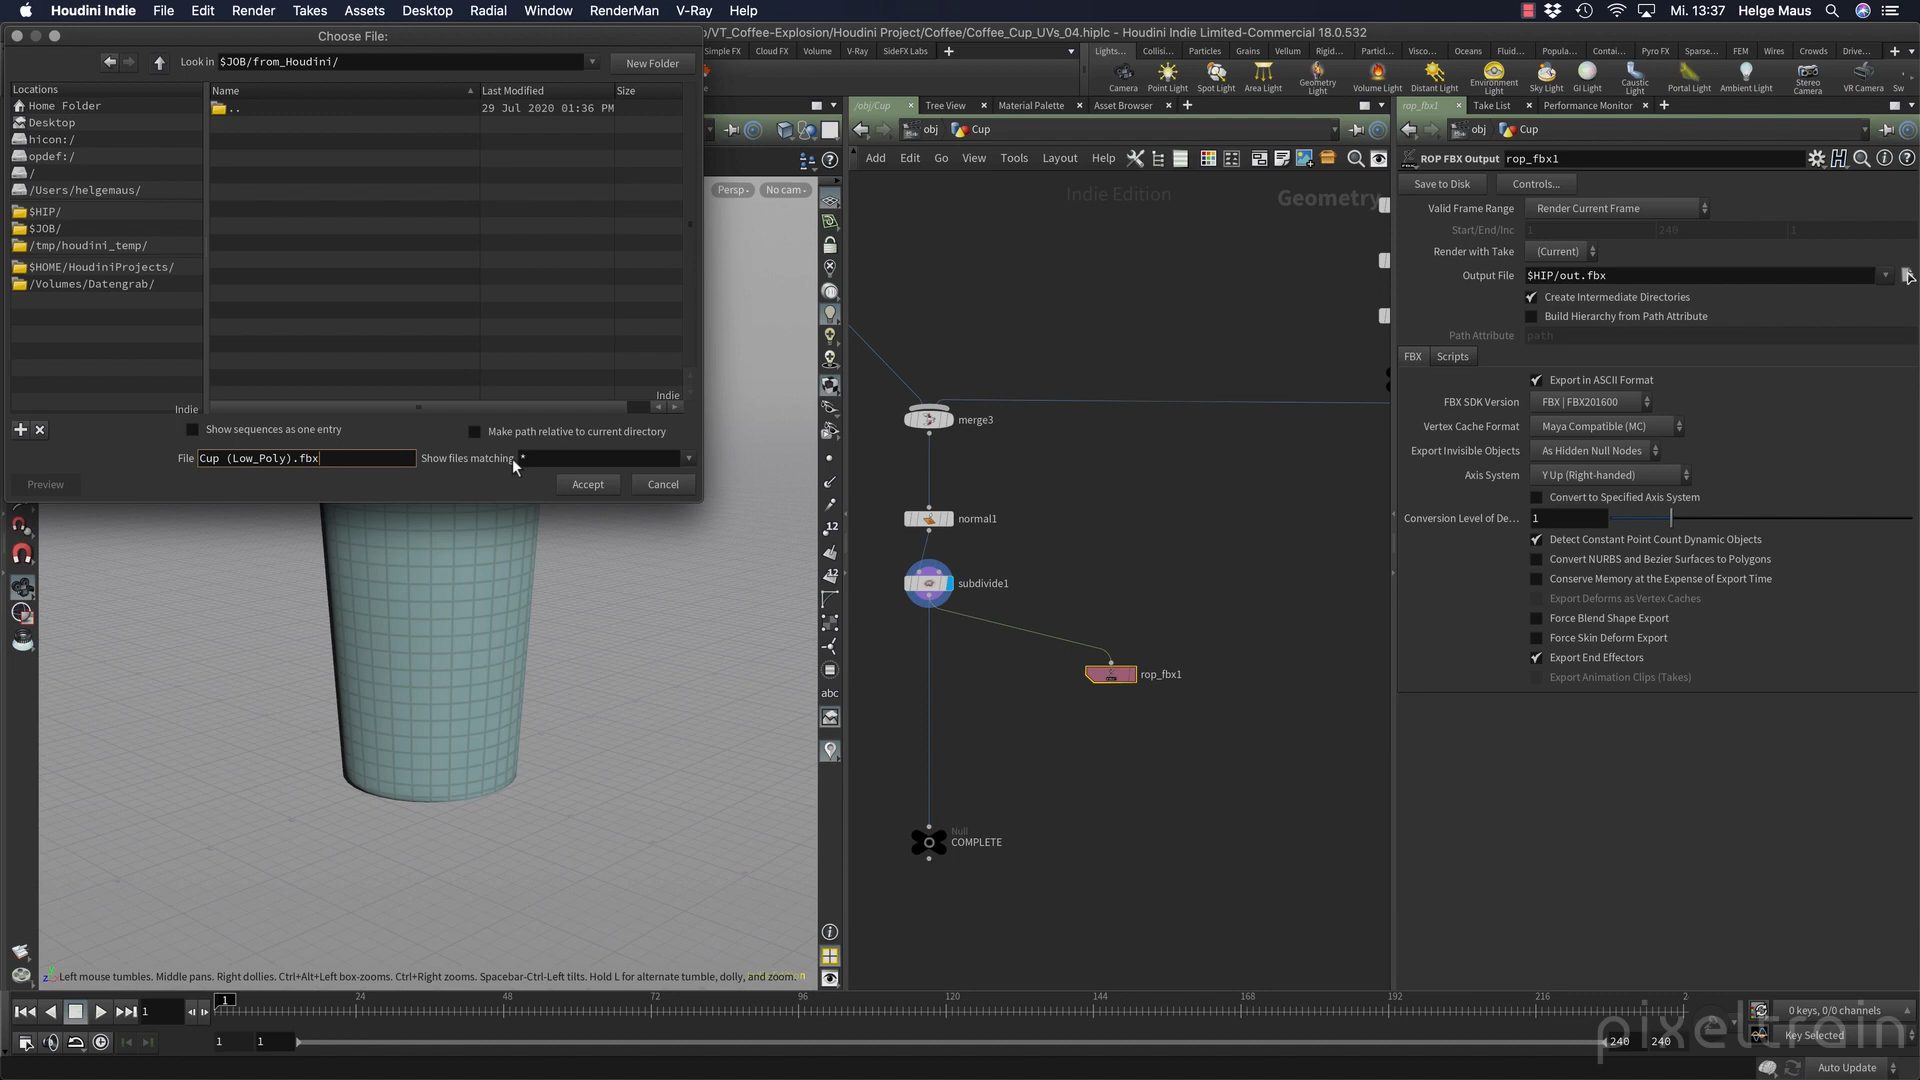 Houdini Indie File Edit Render Takes Assets Desktop Radial Window RenderMan V-Ray Help
Mi. 13:37 Helge Maus
/VT_Coffee-Explosion/Houdini Project/Coffee/Coffee_Cup_UVs_04.hiplc - Houdini Indie Limited-Commercial 18.0.532
Choose File:
Look in $JOB/from_Houdini/ New Folder
Locations
Home Folder
Desktop
hicon:/
opdef:/
/
/Users/helgemaus/
$HIP/
$JOB/
/tmp/houdini_temp/
$HOME/HoudiniProjects/
/Volumes/Datengrab/
Indie
Name Last Modified Size
.. 29 Jul 2020 01:36 PM
Indie
Show sequences as one entry
Make path relative to current directory
File Cup (Low_Poly).fbx Show files matching *
Preview Accept Cancel
Simple FX Cloud FX Volume V-Ray SideFX Labs
Lights... Collisi... Particles Grains Vellum Rigid... Particl... Visco... Oceans Fluid... Popula... Contai... Pyro FX Sparse... FEM Wires Crowds Drive...
Camera Point Light Spot Light Area Light Geometry Light Volume Light Distant Light Environment Light Sky Light GI Light Caustic Light Portal Light Ambient Light Stereo Camera VR Camera Sw
/obj/Cup Tree View Material Palette Asset Browser
obj Cup
Add Edit Go View Tools Layout Help
Persp No cam
Indie Edition
Geometry
merge3
normal1
subdivide1
rop_fbx1
Null
COMPLETE
12
12
abc
rop_fbx1 Take List Performance Monitor
obj Cup
ROP FBX Output rop_fbx1
Save to Disk Controls...
Valid Frame Range Render Current Frame
Start/End/Inc 1 240 1
Render with Take (Current)
Output File $HIP/out.fbx
Create Intermediate Directories
Build Hierarchy from Path Attribute
Path Attribute path
FBX Scripts
Export in ASCII Format
FBX SDK Version FBX | FBX201600
Vertex Cache Format Maya Compatible (MC)
Export Invisible Objects As Hidden Null Nodes
Axis System Y Up (Right-handed)
Convert to Specified Axis System
Conversion Level of De... 1
Detect Constant Point Count Dynamic Objects
Convert NURBS and Bezier Surfaces to Polygons
Conserve Memory at the Expense of Export Time
Export Deforms as Vertex Caches
Force Blend Shape Export
Force Skin Deform Export
Export End Effectors
Export Animation Clips (Takes)
Left mouse tumbles. Middle pans. Right dollies. Ctrl+Alt+Left box-zooms. Ctrl+Right zooms. Spacebar-Ctrl-Left tilts. Hold L for alternate tumble, dolly, and zoom.
1 1 24 48 72 96 120 144 168 192 216 2
1 1 240 240
0 keys, 0/0 channels
Key Selected
Auto Update
pixeltrain